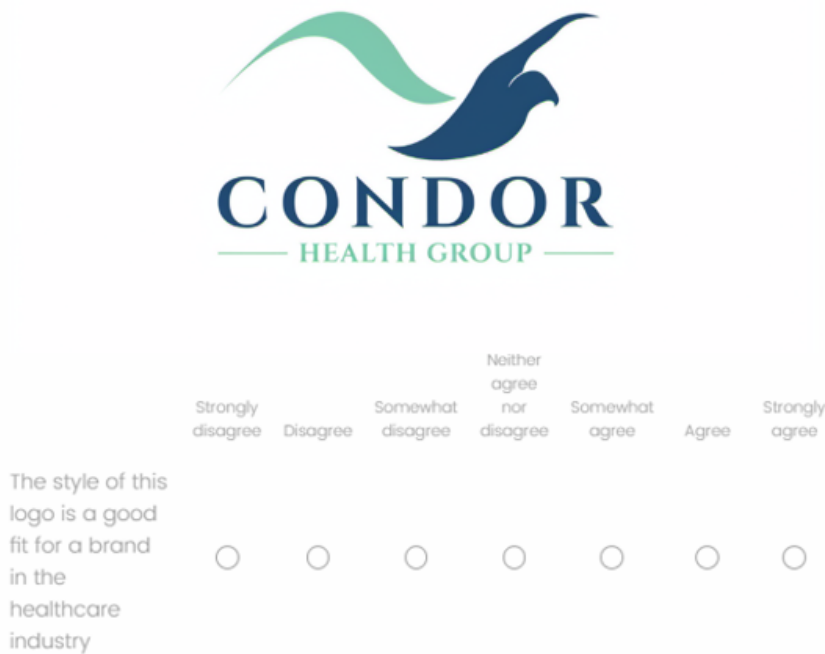 CONDOR
HEALTH GROUP
Strongly
disagree
Disagree
Somewhat
disagree
Neither
agree
nor
disagree
Somewhat
agree
Agree
Strongly
agree
The style of this
logo is a good
fit for a brand
in the
healthcare
industry